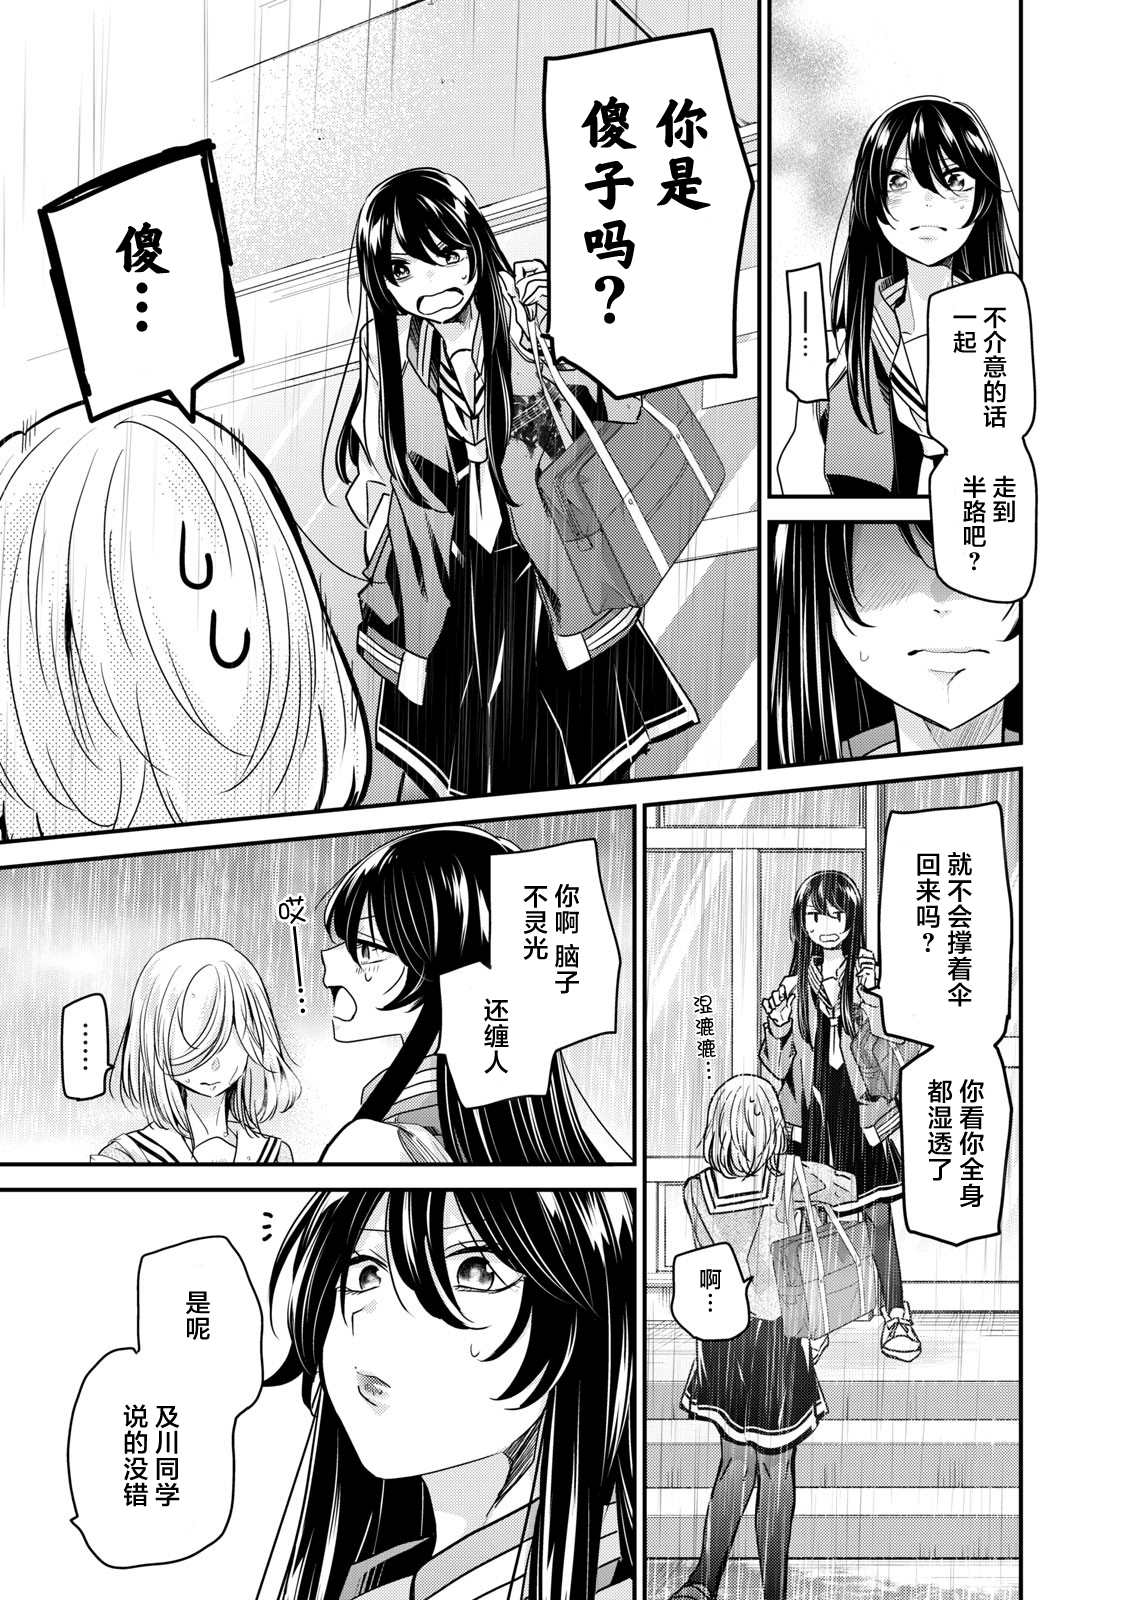 不介意的话
一起
走到
半路吧？
…
你是
傻子吗？
傻…
就不会撑着伞
回来吗？
你看你全身
都湿透了
湿漉漉…
啊…
你啊 脑子
不灵光
还缠人
哎
…
……
是呢
及川同学
说的没错